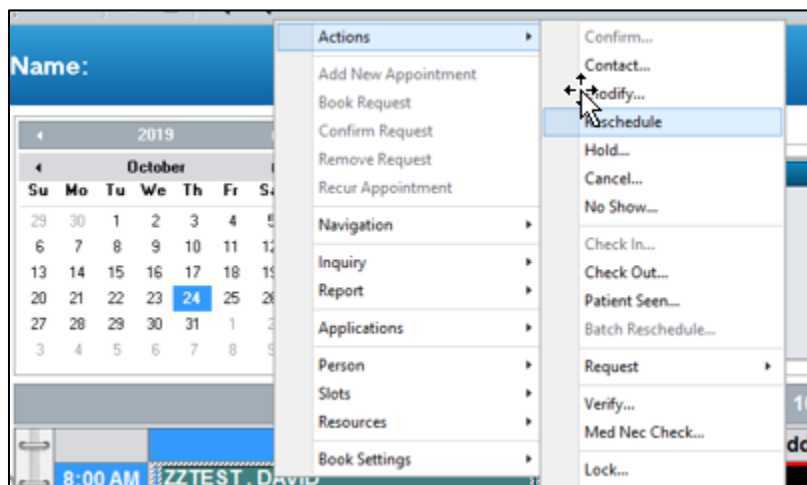 Name:
2019
October
Su Mo Tu We Th Fr
29 30 1 2 3 4
6 7 8 9 10 11
13 14 15 16 17 18
20 21 22 23 24 25
27 28 29 30 31 1
3 4 5 6 7 8
8:00 AM ZZTEST, DAVID
Actions
Add New Appointment
Book Request
Confirm Request
Remove Request
Recur Appointment
Navigation
Inquiry
Report
Applications
Person
Slots
Resources
Book Settings
Confirm...
Contact...
Modify...
Reschedule
Hold...
Cancel...
No Show...
Check In...
Check Out...
Patient Seen...
Batch Reschedule...
Request
Verify...
Med Nec Check...
Lock...